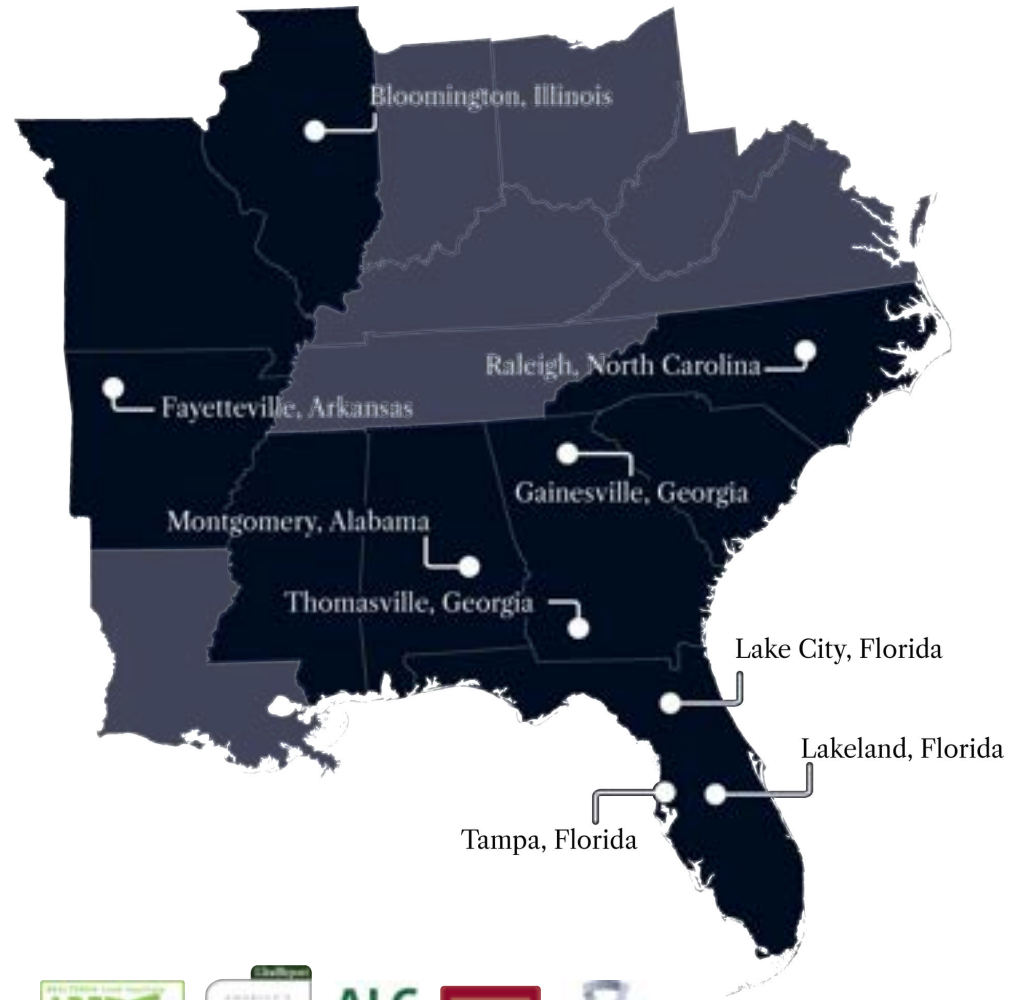 Bloomington, Illinois
Raleigh, North Carolina
Fayetteville, Arkansas
Gainesville, Georgia
Montgomery, Alabama
Thomasville, Georgia
Lake City, Florida
Lakeland, Florida
Tampa, Florida
ALC